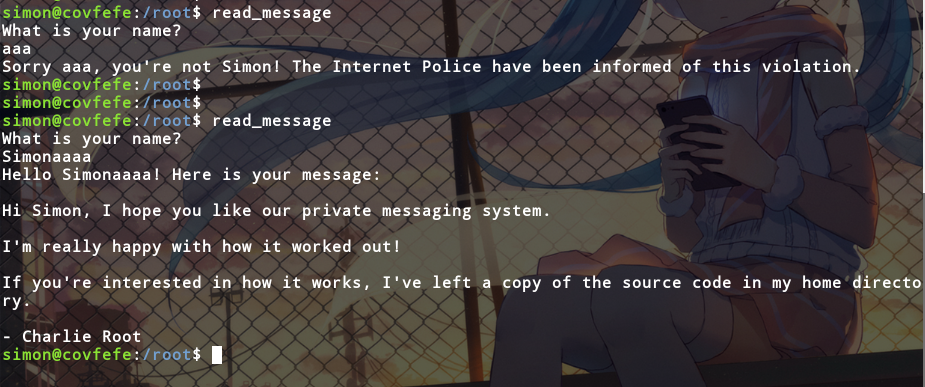 simon@covfefe:/root$ read_message
What is your name?
aaa
Sorry aaa, you're not Simon! The Internet Police have been informed of this violation.
simon@covfefe:/root$
simon@covfefe:/root$
simon@covfefe:/root$ read_message
What is your name?
Simonaaaa
Hello Simonaaaa! Here is your message:
Hi Simon, I hope you like our private messaging system.
I'm really happy with how it worked out!
If you're interested in how it works, I've left a copy of the source code in my home directo
ry.
- Charlie Root
simon@covfefe:/root$